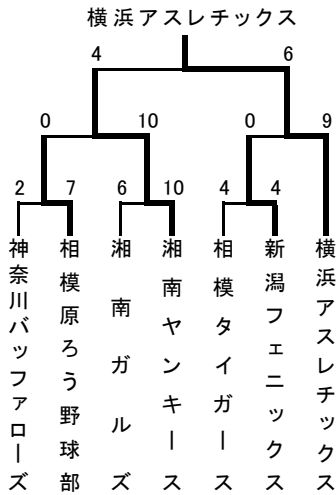 横浜アスレチックス
4 6
0 10 0 9
2 7 6 10 4 4
神奈川バッファローズ
相模原ろう野球部
湘南ガルズ
湘南ヤンキース
相模タイガース
新潟フェニックス
横浜アスレチックス